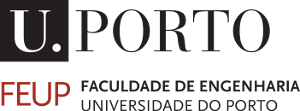 U. PORTO
FEUP FACULDADE DE ENGENHARIA
UNIVERSIDADE DO PORTO